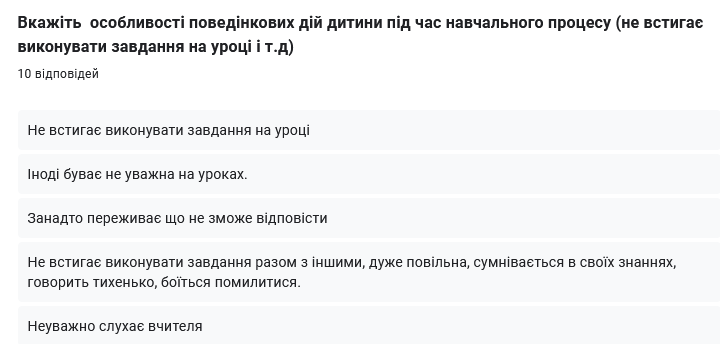 Вкажіть  особливості поведінкових дій дитини під час навчального процесу (не встигає
виконувати завдання на уроці і т.д)
10 відповідей
Не встигає виконувати завдання на уроці
Іноді буває не уважна на уроках.
Занадто переживає що не зможе відповісти
Не встигає виконувати завдання разом з іншими, дуже повільна, сумнівається в своїх знаннях,
говорить тихенько, боїться помилитися.
Неуважно слухає вчителя